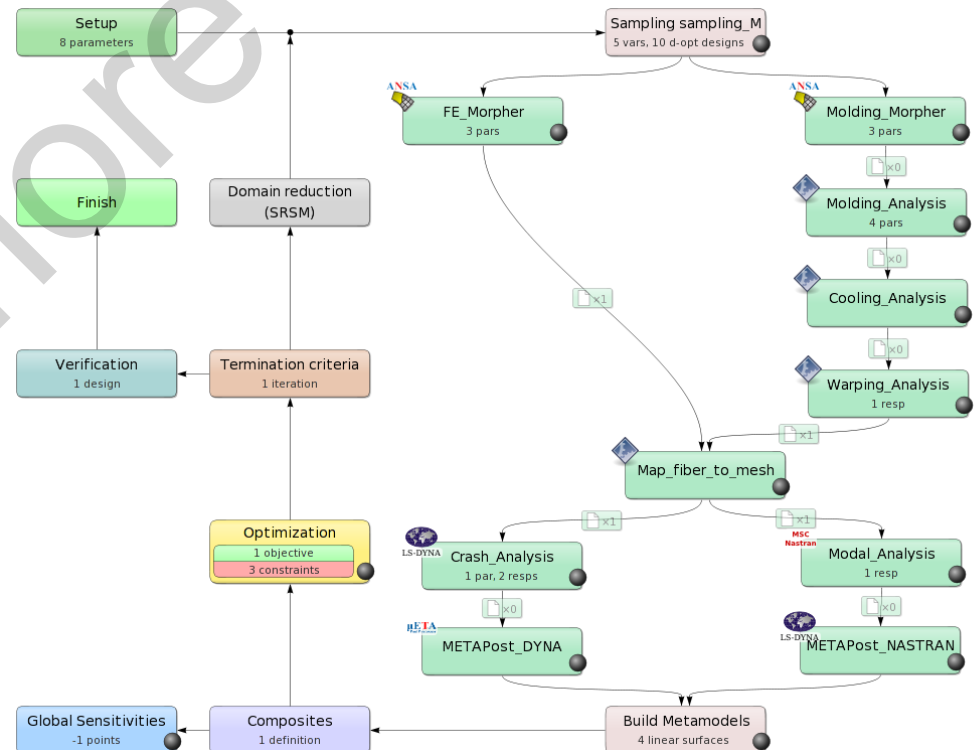 Setup
8 parameters
Sampling sampling_M
5 vars, 10 d-opt designs
ANSA
FE_Morpher
3 pars
ANSA
Molding_Morpher
3 pars
×0
Finish
Domain reduction
(SRSM)
Molding_Analysis
4 pars
×0
Cooling_Analysis
×1
×0
Verification
1 design
Termination criteria
1 iteration
Warping_Analysis
1 resp
×1
Map_fiber_to_mesh
×1
×1
Optimization
1 objective
3 constraints
LS-DYNA
Crash_Analysis
1 par, 2 resps
MSC
Nastran
Modal_Analysis
1 resp
×0
×0
μETA
METAPost_DYNA
LS-DYNA
METAPost_NASTRAN
Global Sensitivities
-1 points
Composites
1 definition
Build Metamodels
4 linear surfaces